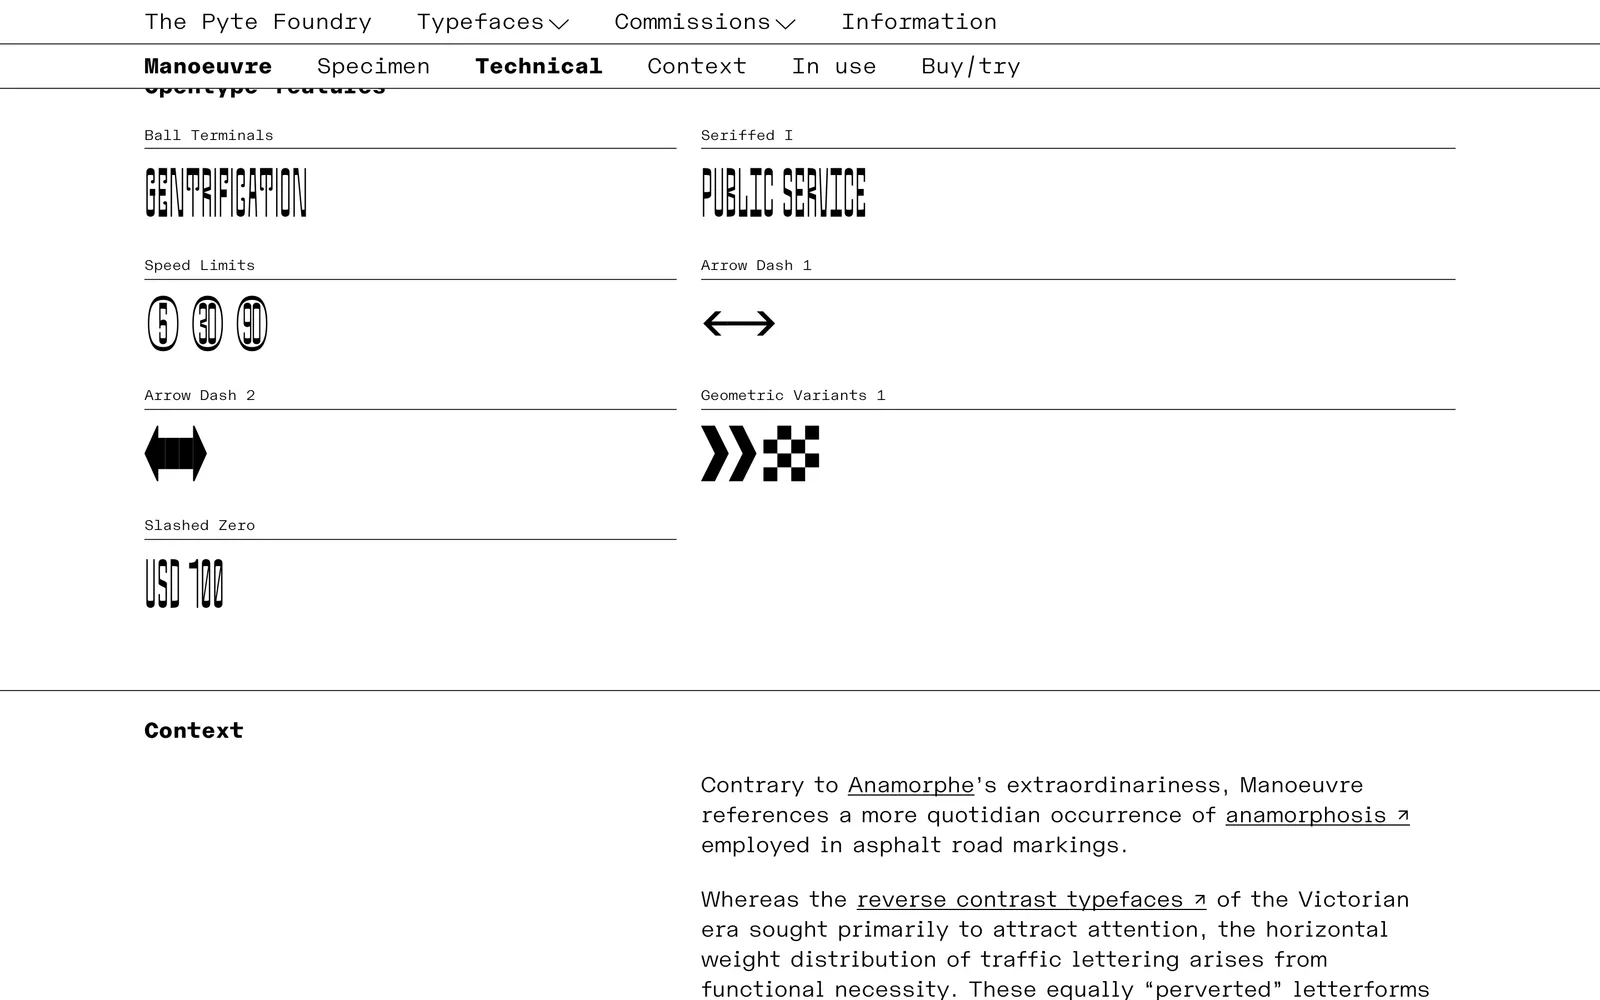 The Pyte Foundry Typefaces Commissions Information
Manoeuvre Specimen Technical Context In use Buy/try
Opentype features
Ball Terminals
GENTRIFICATION
Seriffed I
PUBLIC SERVICE
Speed Limits
5 30 90
Arrow Dash 1
↔
Arrow Dash 2
Geometric Variants 1
Slashed Zero
USD 100
Context
Contrary to Anamorphe’s extraordinariness, Manoeuvre
references a more quotidian occurrence of anamorphosis ↗
employed in asphalt road markings.
Whereas the reverse contrast typefaces ↗ of the Victorian
era sought primarily to attract attention, the horizontal
weight distribution of traffic lettering arises from
functional necessity. These equally “perverted” letterforms